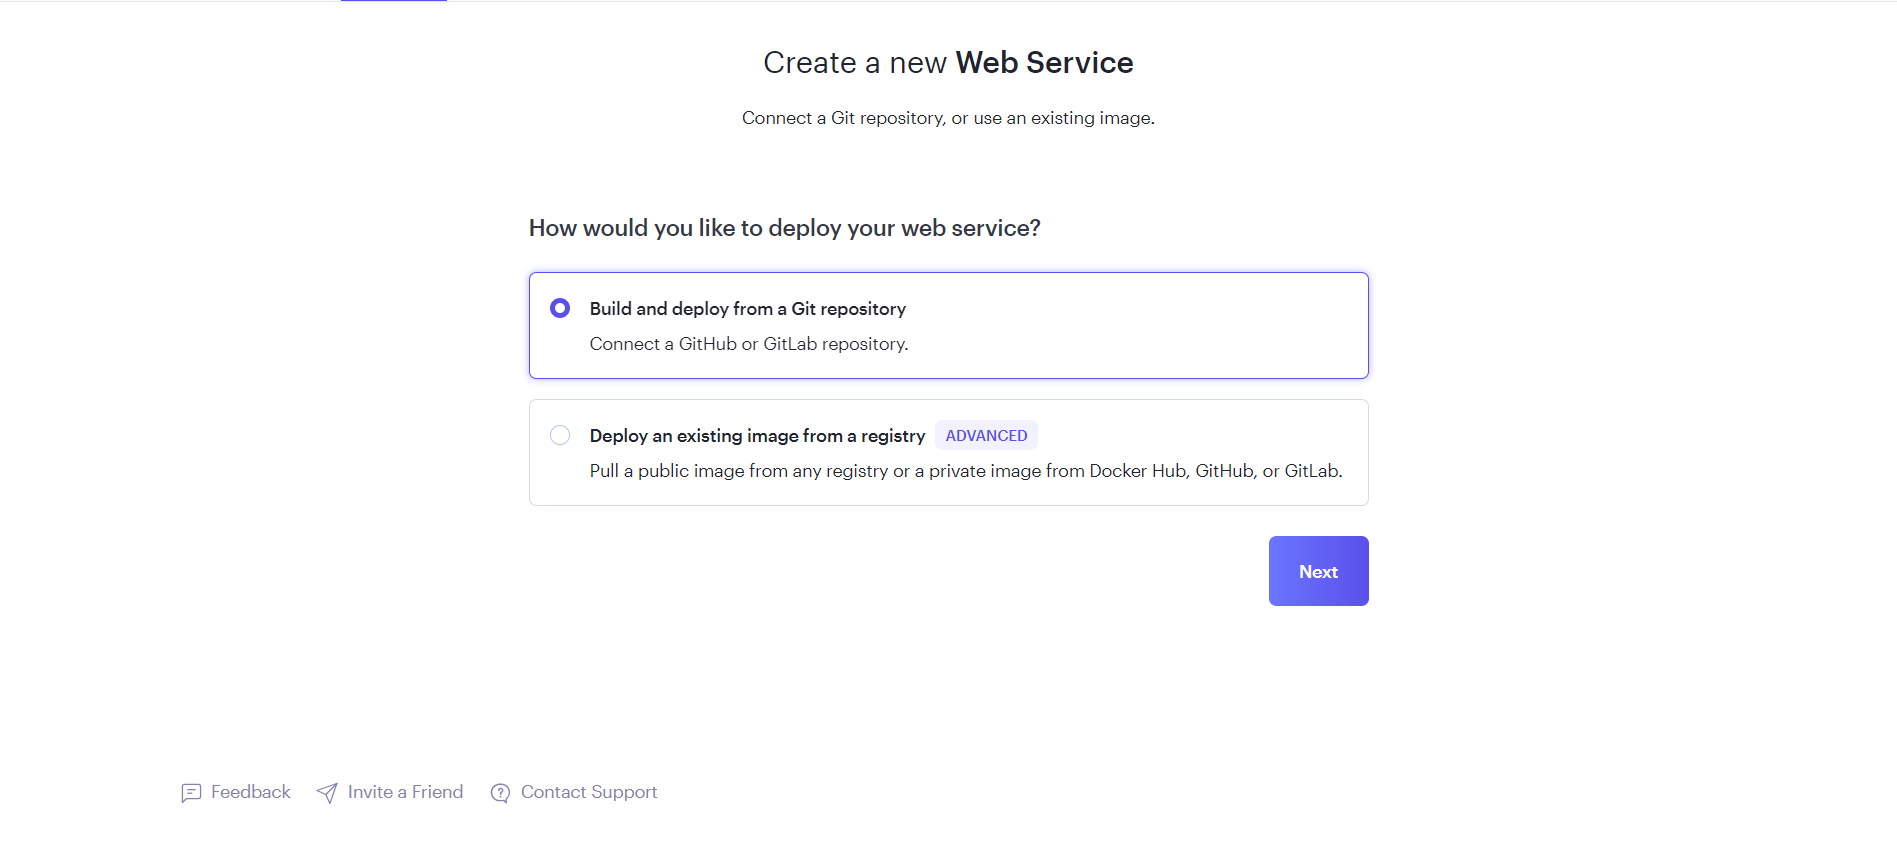 Create a new Web Service
Connect a Git repository, or use an existing image.
How would you like to deploy your web service?
Build and deploy from a Git repository
Connect a GitHub or GitLab repository.
Deploy an existing image from a registry ADVANCED
Pull a public image from any registry or a private image from Docker Hub, GitHub, or GitLab.
Next
Feedback Invite a Friend Contact Support